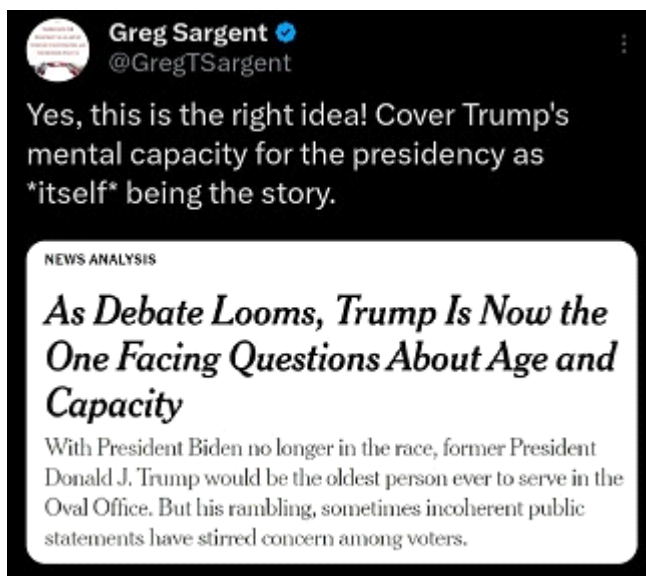 Greg Sargent
@GregTSargent
Yes, this is the right idea! Cover Trump's
mental capacity for the presidency as
*itself* being the story.
NEWS ANALYSIS
As Debate Looms, Trump Is Now the
One Facing Questions About Age and
Capacity
With President Biden no longer in the race, former President
Donald J. Trump would be the oldest person ever to serve in the
Oval Office. But his rambling, sometimes incoherent public
statements have stirred concern among voters.